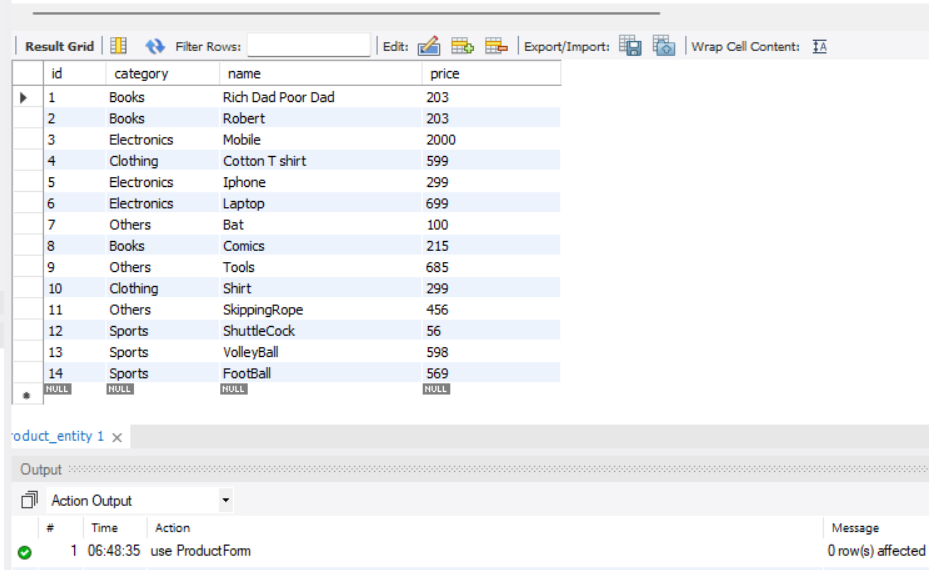 Result Grid Filter Rows: Edit: Export/Import: Wrap Cell Content: IA
id category name price
1 Books Rich Dad Poor Dad 203
2 Books Robert 203
3 Electronics Mobile 2000
4 Clothing Cotton T shirt 599
5 Electronics Iphone 299
6 Electronics Laptop 699
7 Others Bat 100
8 Books Comics 215
9 Others Tools 685
10 Clothing Shirt 299
11 Others SkippingRope 456
12 Sports ShuttleCock 56
13 Sports VolleyBall 598
14 Sports FootBall 569
NULL NULL NULL NULL
oduct_entity 1
Output
Action Output
# Time Action Message
1 06:48:35 use ProductForm 0 row(s) affected